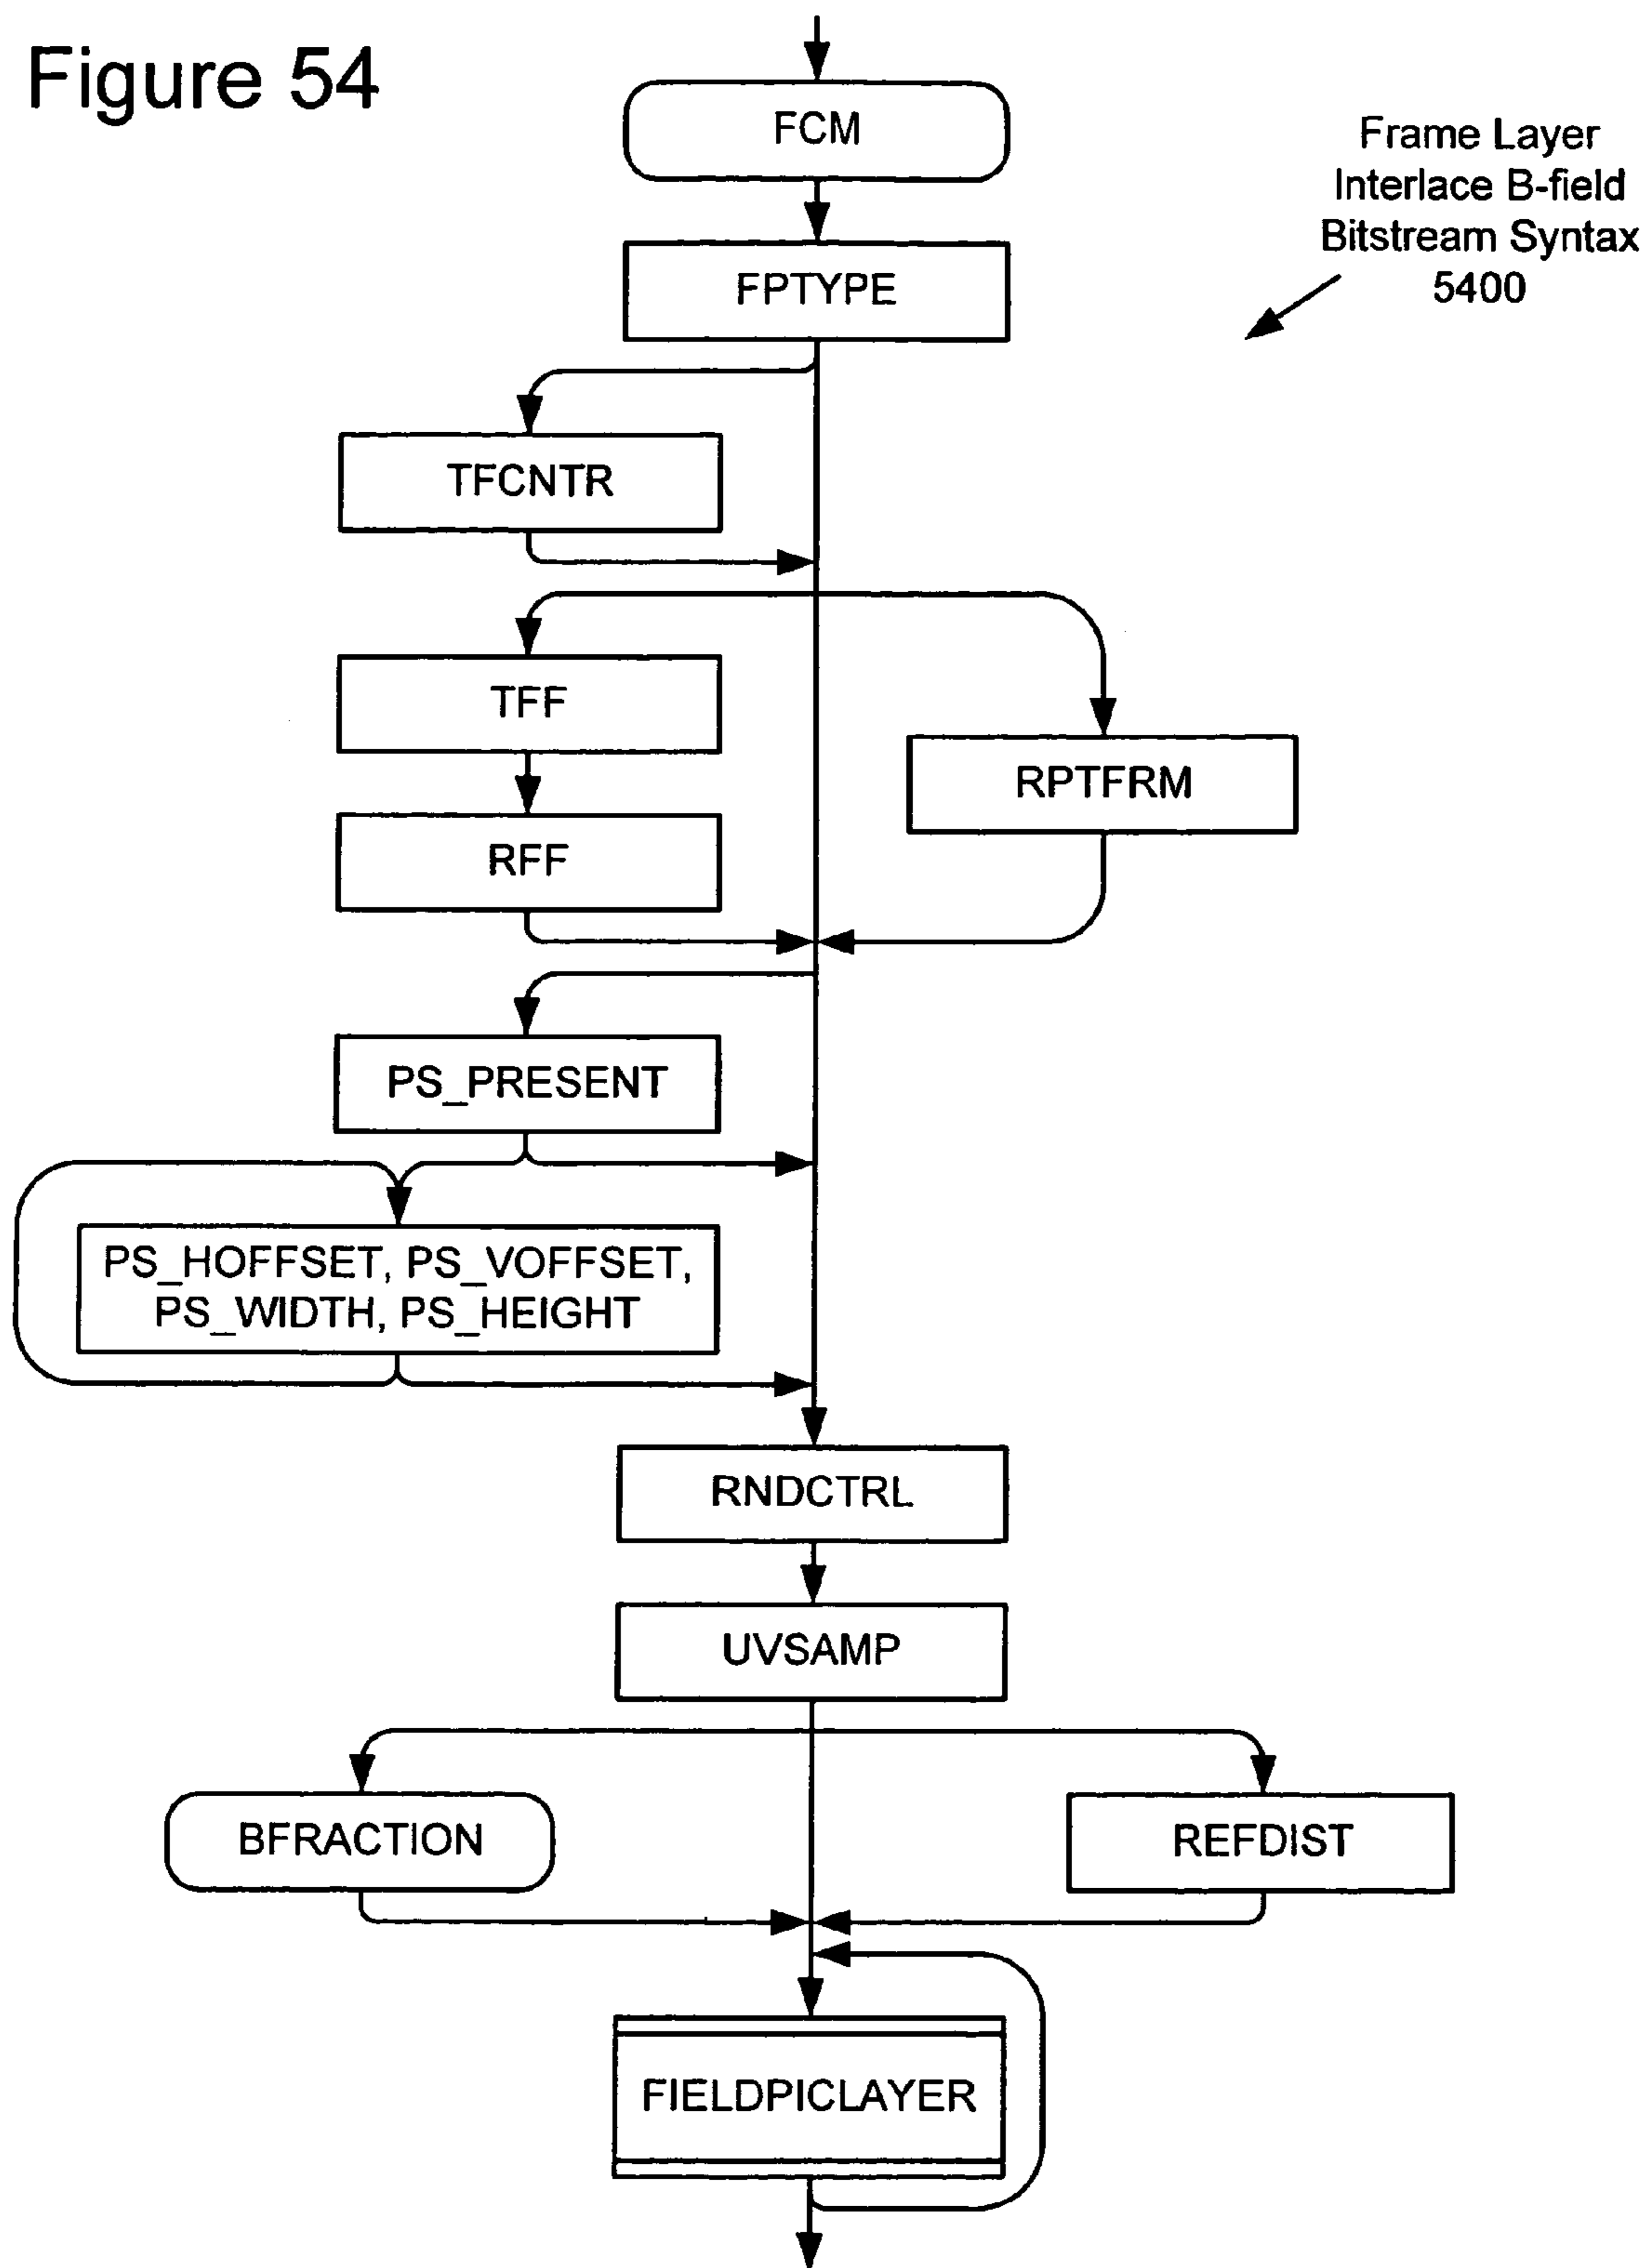 Figure 54
FCM
Frame Layer
Interlace B-field
Bitstream Syntax
5400
FPTYPE
TFCNTR
TFF
RPTFRM
RFF
PS_PRESENT
PS_HOFFSET, PS_VOFFSET,
PS_WIDTH, PS_HEIGHT
RNDCTRL
UVSAMP
BFRACTION
REFDIST
FIELDPICLAYER